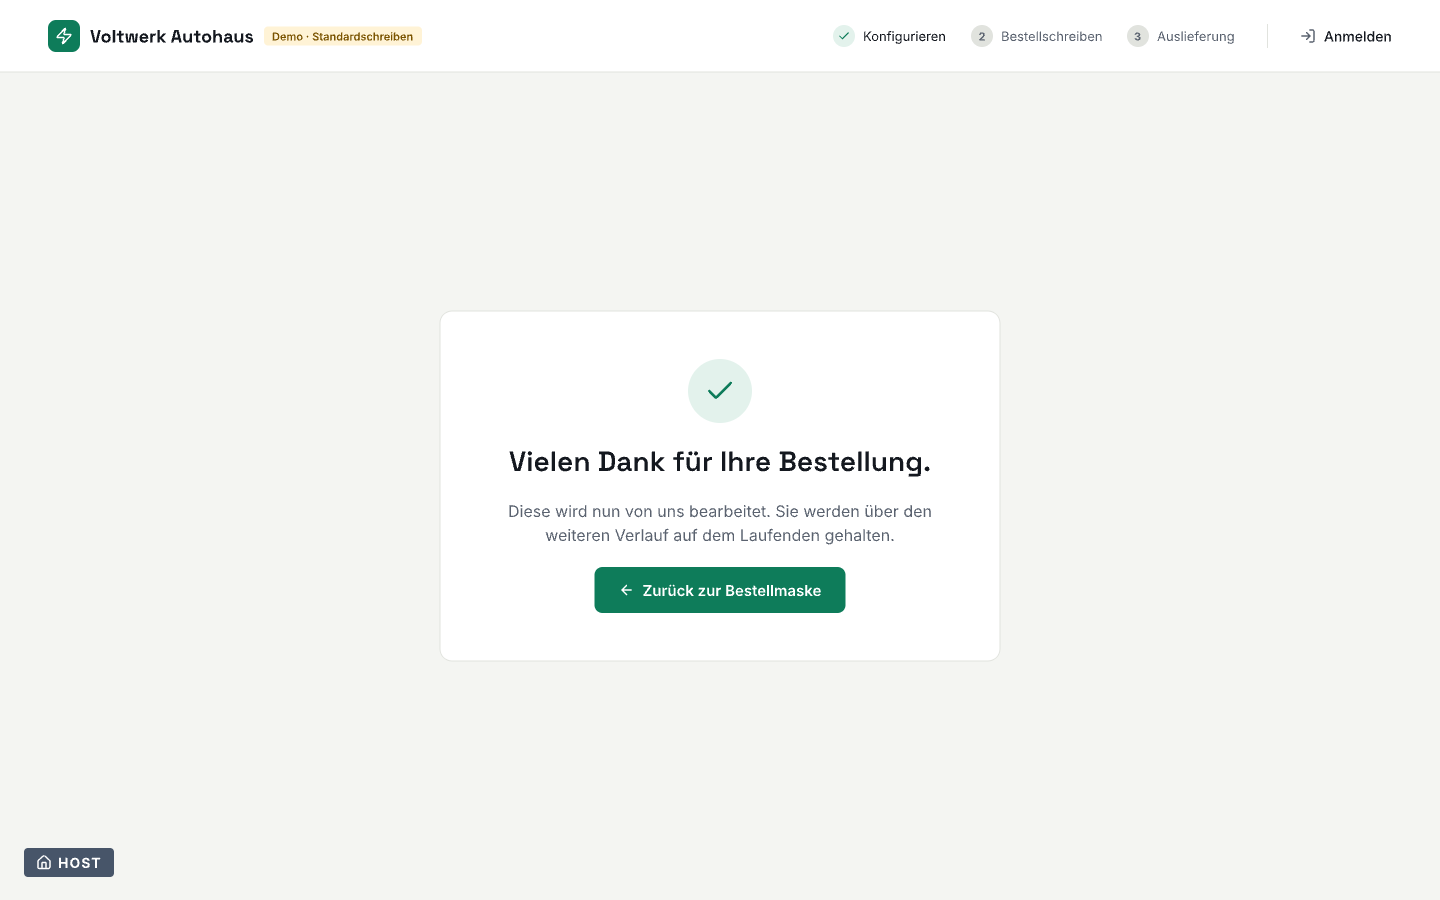 Voltwerk Autohaus
Demo · Standardschreiben
Konfigurieren
2 Bestellschreiben
3 Auslieferung
Anmelden
Vielen Dank für Ihre Bestellung.
Diese wird nun von uns bearbeitet. Sie werden über den
weiteren Verlauf auf dem Laufenden gehalten.
Zurück zur Bestellmaske
HOST